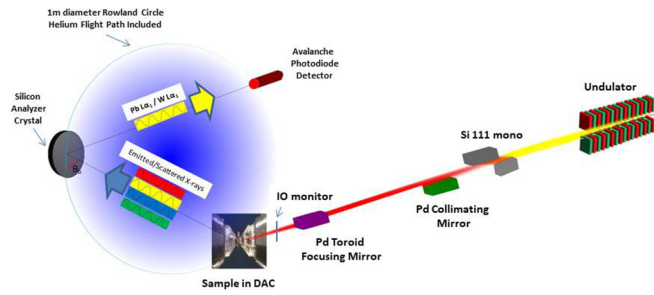 1m diameter Rowland Circle
Helium Flight Path Included
Avalanche
Photodiode
Detector
Undulator
Silicon
Analyzer
Crystal
Pb Lα₁ / W Lα₁
Si 111 mono
Emitted/Scattered X-rays
IO monitor
Pd Collimating
Mirror
Pd Toroid
Focusing Mirror
Sample in DAC